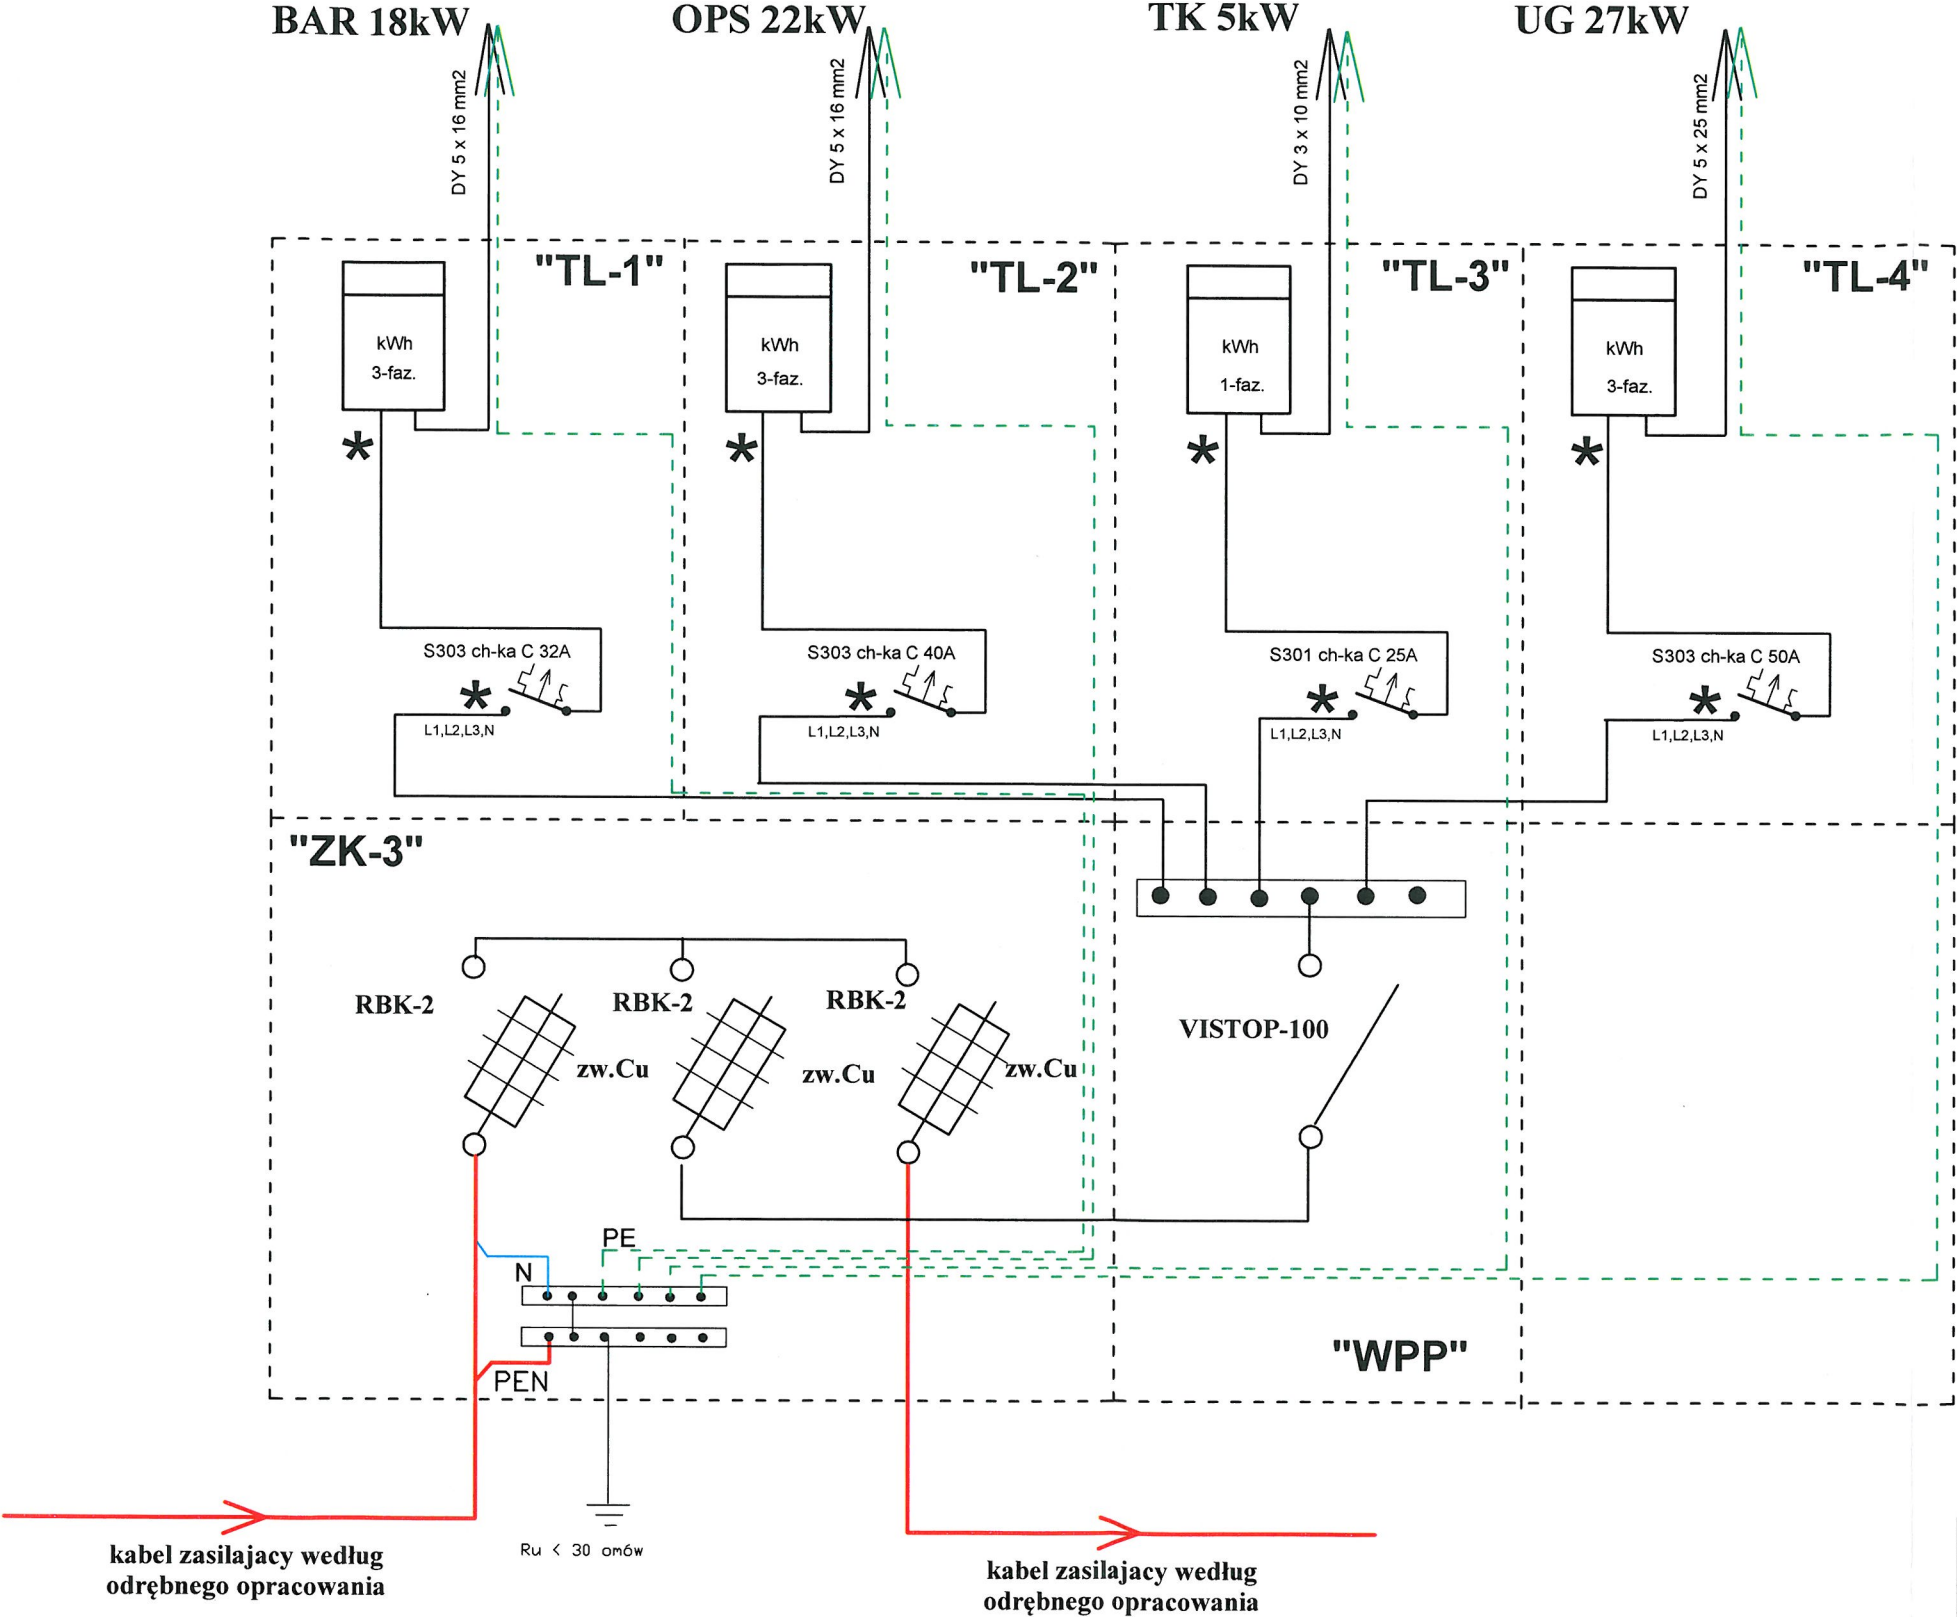 BAR 18kW
OPS 22kW
TK 5kW
UG 27kW
DY 5 x 16 mm2
DY 5 x 16 mm2
DY 3 x 10 mm2
DY 5 x 25 mm2
"TL-1"
"TL-2"
"TL-3"
"TL-4"
kWh
3-faz.
kWh
3-faz.
kWh
1-faz.
kWh
3-faz.
*
*
*
*
S303 ch-ka C 32A
S303 ch-ka C 40A
S301 ch-ka C 25A
S303 ch-ka C 50A
*
*
*
*
L1,L2,L3,N
L1,L2,L3,N
L1,L2,L3,N
L1,L2,L3,N
"ZK-3"
RBK-2
RBK-2
RBK-2
VISTOP-100
zw.Cu
zw.Cu
zw.Cu
PE
N
PEN
"WPP"
Ru < 30 omów
kabel zasilajacy według
odrębnego opracowania
kabel zasilajacy według
odrębnego opracowania